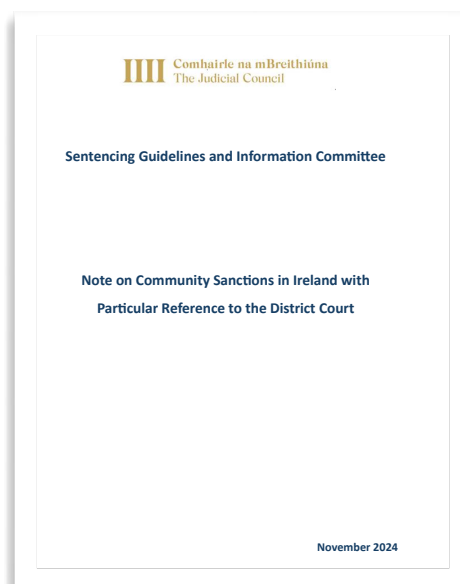 Comhairle na mBreithiúna
The Judicial Council
Sentencing Guidelines and Information Committee
Note on Community Sanctions in Ireland with
Particular Reference to the District Court
November 2024